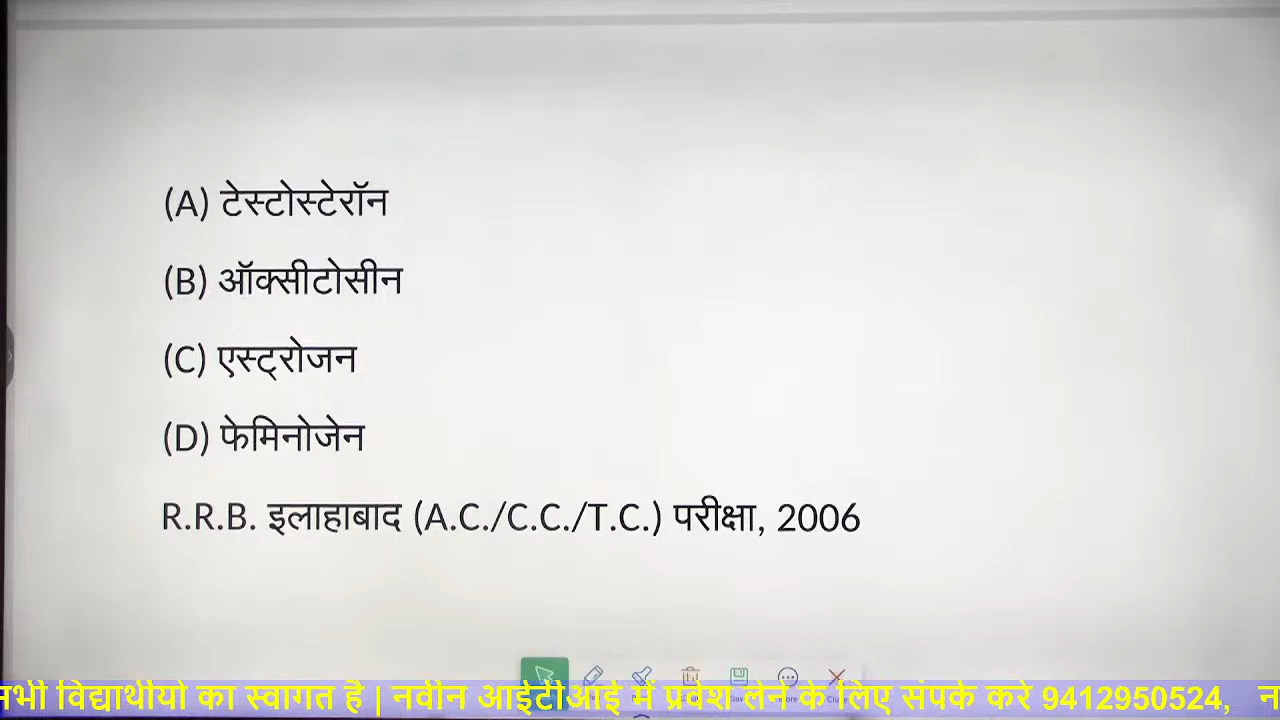 (A) टेस्टोस्टेरॉन
(B) ऑक्सीटोसीन
(C) एस्ट्रोजन
(D) फेमिनोजेन
R.R.B. इलाहाबाद (A.C./C.C./T.C.) परीक्षा, 2006
विद्यार्थीयो का स्वागत है | नवीन आईटीआई में प्रवेश लेने के लिए संपर्क करे 9412950524,